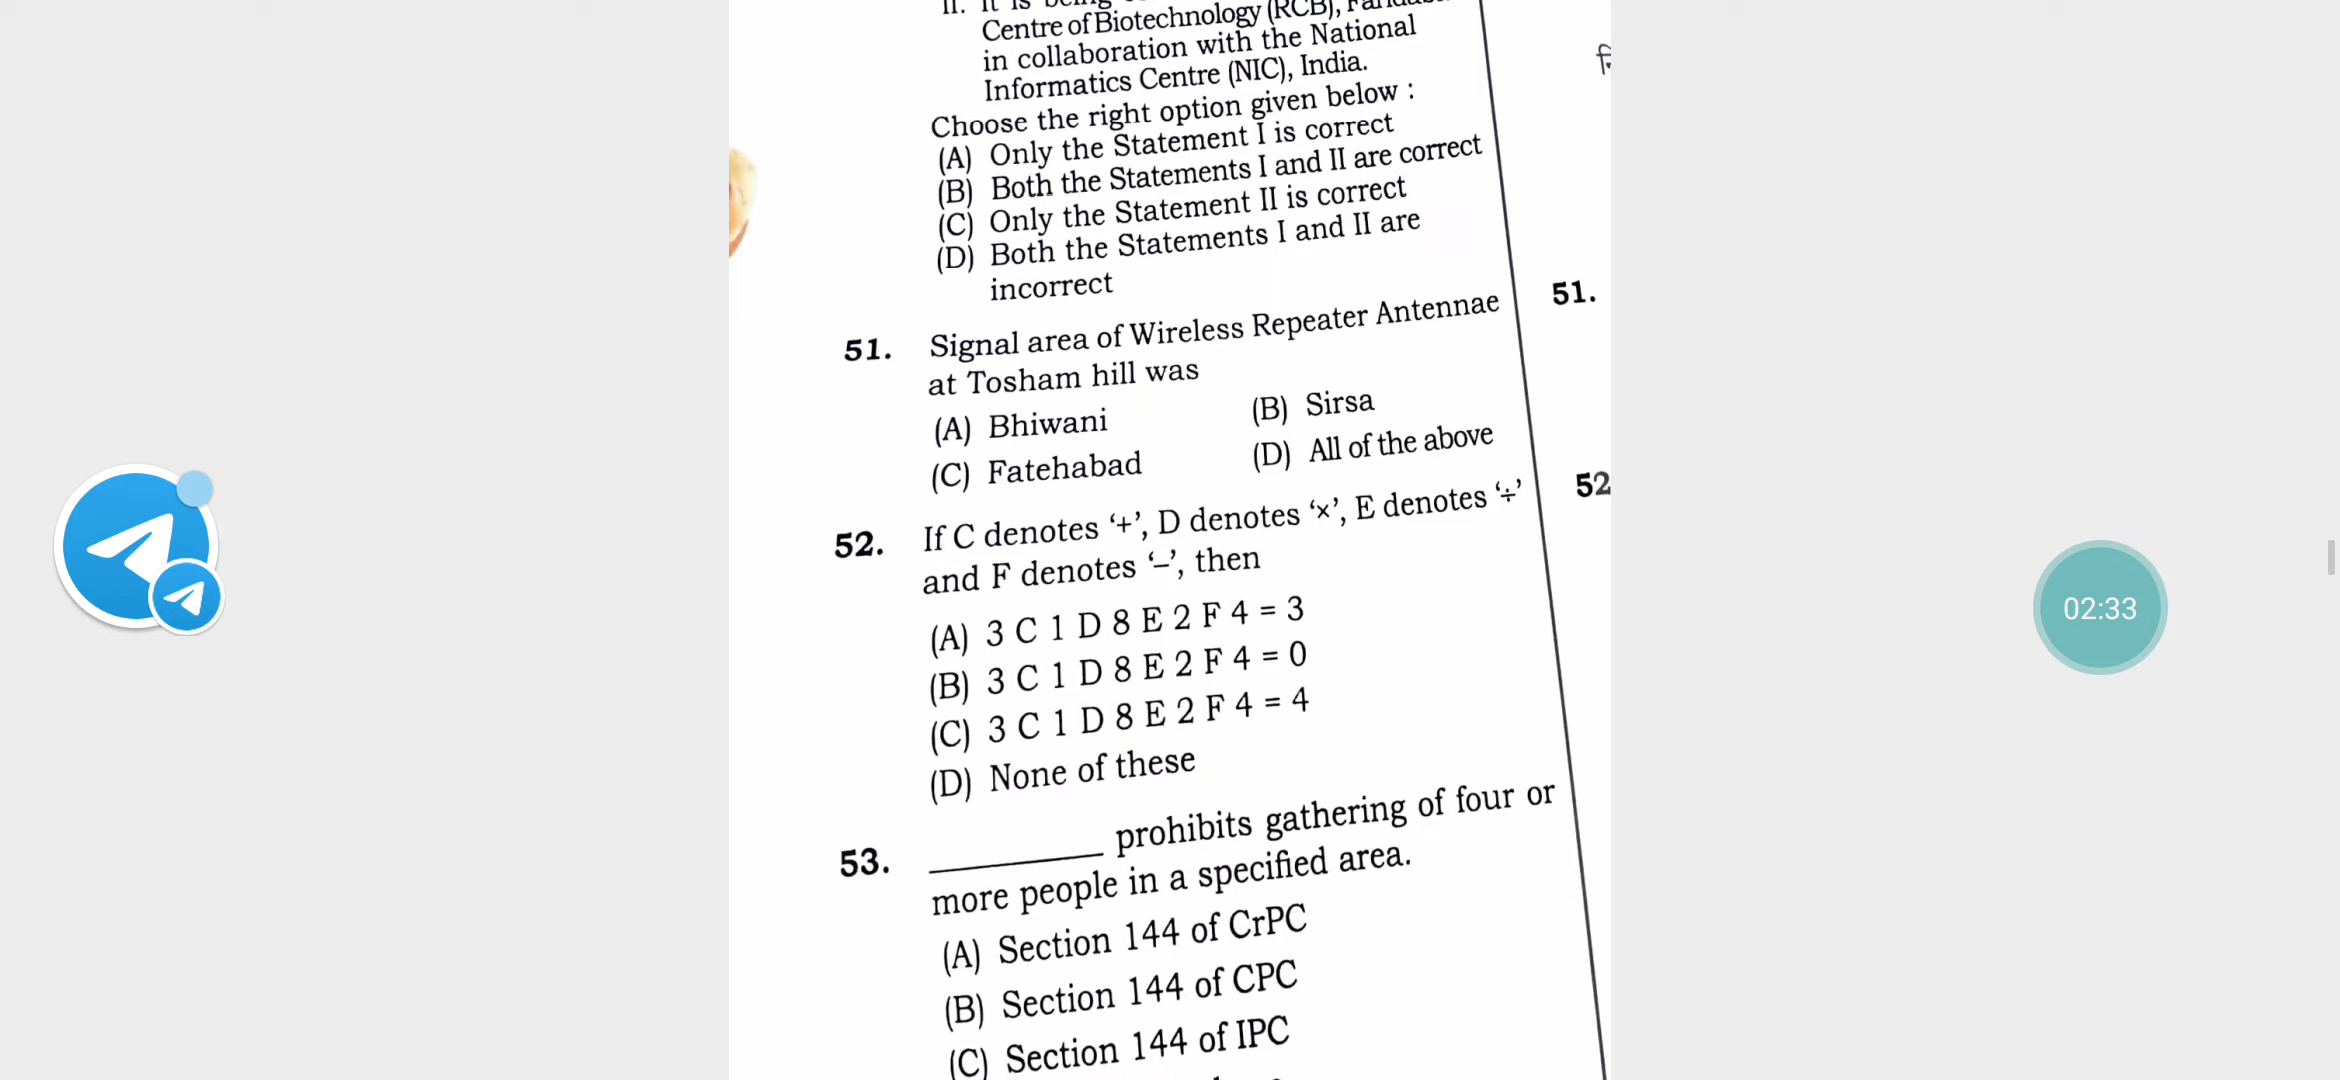 II. It is being
Centre of Biotechnology (RCB),
in collaboration with the National
Informatics Centre (NIC), India.
Choose the right option given below :
(A) Only the Statement I is correct
(B) Both the Statements I and II are correct
(C) Only the Statement II is correct
(D) Both the Statements I and II are
incorrect
51. Signal area of Wireless Repeater Antennae
at Tosham hill was
(A) Bhiwani (B) Sirsa
(C) Fatehabad (D) All of the above
52. If C denotes ‘+’, D denotes ‘×’, E denotes ‘÷’
and F denotes ‘–’, then
(A) 3 C 1 D 8 E 2 F 4 = 3
(B) 3 C 1 D 8 E 2 F 4 = 0
(C) 3 C 1 D 8 E 2 F 4 = 4
(D) None of these
53. ________ prohibits gathering of four or
more people in a specified area.
(A) Section 144 of CrPC
(B) Section 144 of CPC
(C) Section 144 of IPC
51.
52
02:33